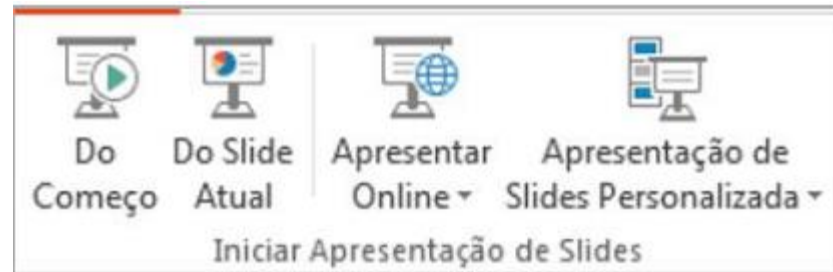 Do Começo
Do Slide Atual
Apresentar Online
Apresentação de Slides Personalizada
Iniciar Apresentação de Slides